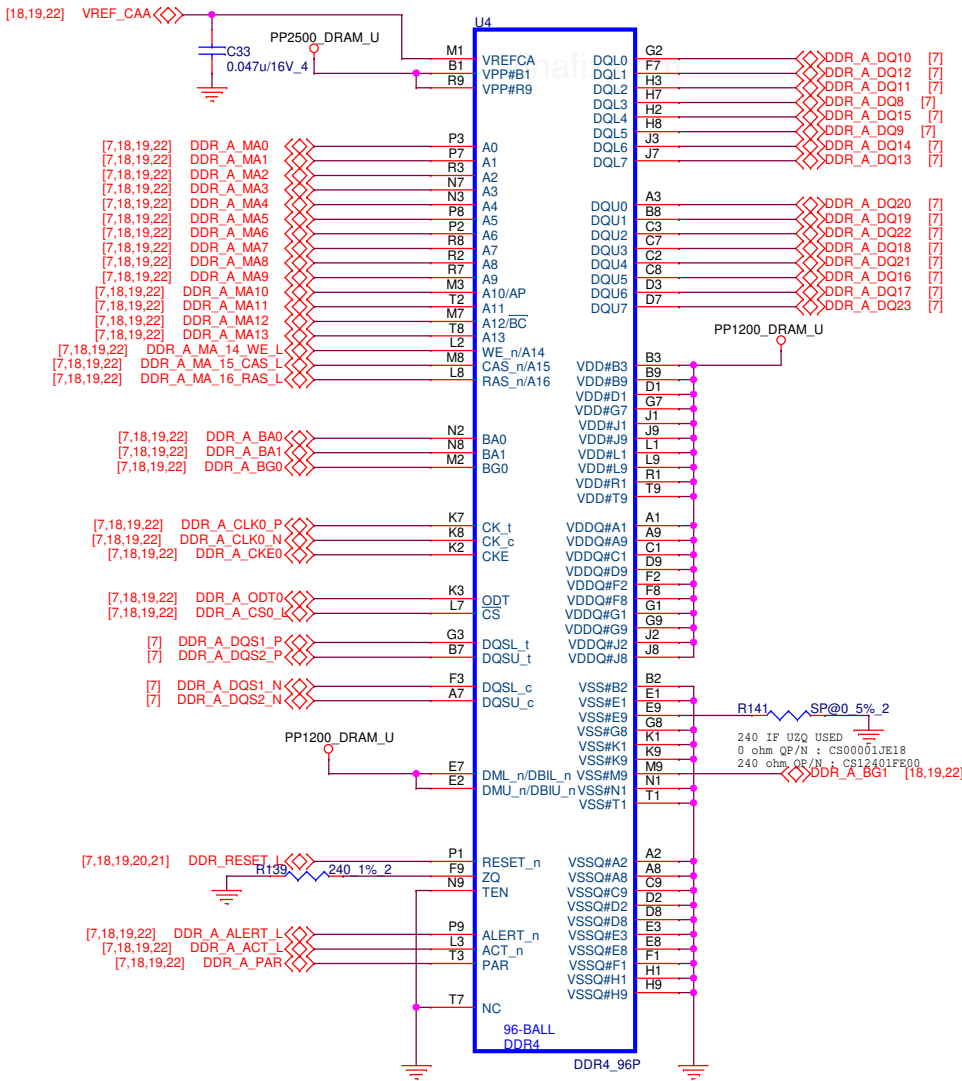 [18,19,22] VREF_CAA
C33
0.047u/16V_4
PP2500_DRAM_U
U4
M1 VREFCA
B1 VPP#B1
R9 VPP#R9
[7,18,19,22] DDR_A_MA0 P3 A0
[7,18,19,22] DDR_A_MA1 P7 A1
[7,18,19,22] DDR_A_MA2 R3 A2
[7,18,19,22] DDR_A_MA3 N7 A3
[7,18,19,22] DDR_A_MA4 N3 A4
[7,18,19,22] DDR_A_MA5 P8 A5
[7,18,19,22] DDR_A_MA6 P2 A6
[7,18,19,22] DDR_A_MA7 R8 A7
[7,18,19,22] DDR_A_MA8 R2 A8
[7,18,19,22] DDR_A_MA9 R7 A9
[7,18,19,22] DDR_A_MA10 M3 A10/AP
[7,18,19,22] DDR_A_MA11 T2 A11
[7,18,19,22] DDR_A_MA12 M7 A12/BC
[7,18,19,22] DDR_A_MA13 T8 A13
[7,18,19,22] DDR_A_MA_14_WE_L L2 WE_n/A14
[7,18,19,22] DDR_A_MA_15_CAS_L M8 CAS_n/A15
[7,18,19,22] DDR_A_MA_16_RAS_L L8 RAS_n/A16
[7,18,19,22] DDR_A_BA0 N2 BA0
[7,18,19,22] DDR_A_BA1 N8 BA1
[7,18,19,22] DDR_A_BG0 M2 BG0
[7,18,19,22] DDR_A_CLK0_P K7 CK_t
[7,18,19,22] DDR_A_CLK0_N K8 CK_c
[7,18,19,22] DDR_A_CKE0 K2 CKE
[7,18,19,22] DDR_A_ODT0 K3 ODT
[7,18,19,22] DDR_A_CS0_L L7 CS
[7] DDR_A_DQS1_P G3 DQSL_t
[7] DDR_A_DQS2_P B7 DQSU_t
[7] DDR_A_DQS1_N F3 DQSL_c
[7] DDR_A_DQS2_N A7 DQSU_c
PP1200_DRAM_U
E7 DML_n/DBIL_n
E2 DMU_n/DBIU_n
[7,18,19,20,21] DDR_RESET_L P1 RESET_n
R139 240_1%_2 F9 ZQ
N9 TEN
[7,18,19,22] DDR_A_ALERT_L P9 ALERT_n
[7,18,19,22] DDR_A_ACT_L L3 ACT_n
[7,18,19,22] DDR_A_PAR T3 PAR
T7 NC
96-BALL
DDR4
DDR4_96P
DQL0 G2 DDR_A_DQ10 [7]
DQL1 F7 DDR_A_DQ12 [7]
DQL2 H3 DDR_A_DQ11 [7]
DQL3 H7 DDR_A_DQ8 [7]
DQL4 H2 DDR_A_DQ15 [7]
DQL5 H8 DDR_A_DQ9 [7]
DQL6 J3 DDR_A_DQ14 [7]
DQL7 J7 DDR_A_DQ13 [7]
DQU0 A3 DDR_A_DQ20 [7]
DQU1 B8 DDR_A_DQ19 [7]
DQU2 C3 DDR_A_DQ22 [7]
DQU3 C7 DDR_A_DQ18 [7]
DQU4 C2 DDR_A_DQ21 [7]
DQU5 C8 DDR_A_DQ16 [7]
DQU6 D3 DDR_A_DQ17 [7]
DQU7 D7 DDR_A_DQ23 [7]
PP1200_DRAM_U
VDD#B3 B3
VDD#B9 B9
VDD#D1 D1
VDD#G7 G7
VDD#J1 J1
VDD#J9 J9
VDD#L1 L1
VDD#L9 L9
VDD#R1 R1
VDD#T9 T9
VDDQ#A1 A1
VDDQ#A9 A9
VDDQ#C1 C1
VDDQ#D9 D9
VDDQ#F2 F2
VDDQ#F8 F8
VDDQ#G1 G1
VDDQ#G9 G9
VDDQ#J2 J2
VDDQ#J8 J8
VSS#B2 B2
VSS#E1 E1
VSS#E9 E9 R141 SP@0_5%_2
VSS#G8 G8
VSS#K1 K1
VSS#K9 K9
VSS#M9 M9 DDR_A_BG1 [18,19,22]
VSS#N1 N1
VSS#T1 T1
240 IF UZQ USED
0 ohm QP/N : CS00001JE18
240 ohm QP/N : CS12401FE00
VSSQ#A2 A2
VSSQ#A8 A8
VSSQ#C9 C9
VSSQ#D2 D2
VSSQ#D8 D8
VSSQ#E3 E3
VSSQ#E8 E8
VSSQ#F1 F1
VSSQ#H1 H1
VSSQ#H9 H9